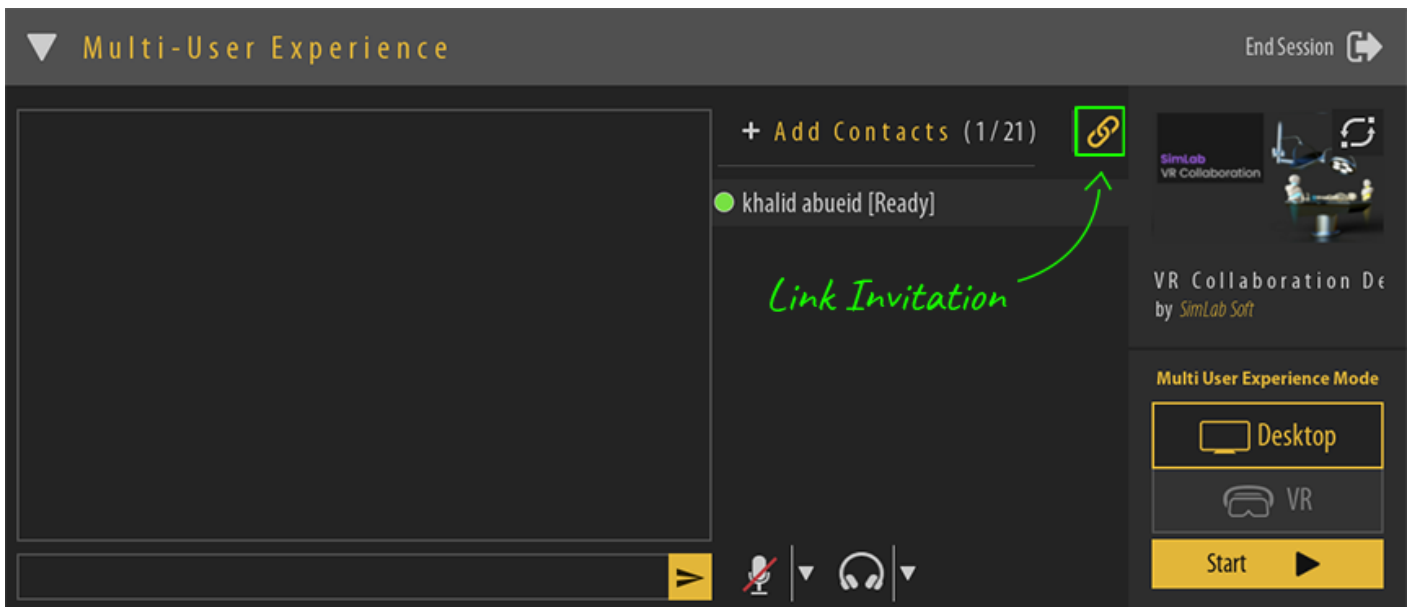 Multi-User Experience
End Session
+ Add Contacts (1/21)
khalid abueid [Ready]
Link Invitation
SimLab
VR Collaboration
VR Collaboration De
by SimLab Soft
Multi User Experience Mode
Desktop
VR
Start